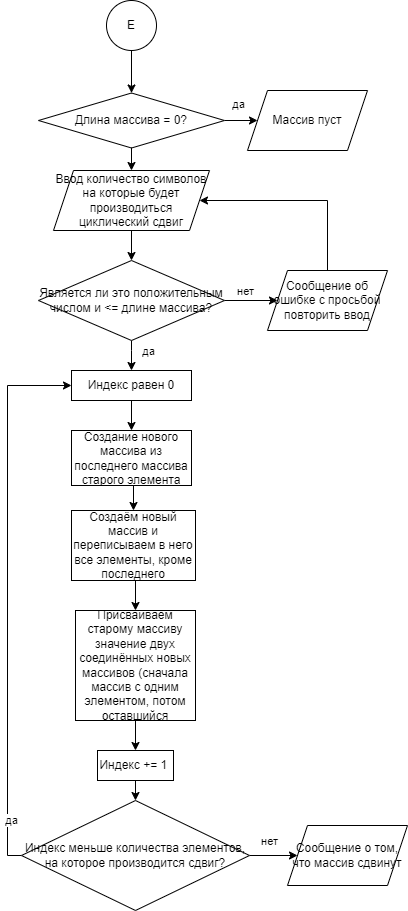 E
Длина массива = 0?
да
Массив пуст
Ввод количество символов
на которые будет
производиться
циклический сдвиг
Является ли это положительным
числом и <= длине массива?
нет
Сообщение об
ошибке с просьбой
повторить ввод
да
Индекс равен 0
Создание нового
массива из
последнего массива
старого элемента
Создаём новый
массив и
переписываем в него
все элементы, кроме
последнего
Присваиваем
старому массиву
значение двух
соединённых новых
массивов (сначала
массив с одним
элементом, потом
оставшийся
Индекс += 1
да
Индекс меньше количества элементов,
на которое производится сдвиг?
нет
Сообщение о том,
что массив сдвинут